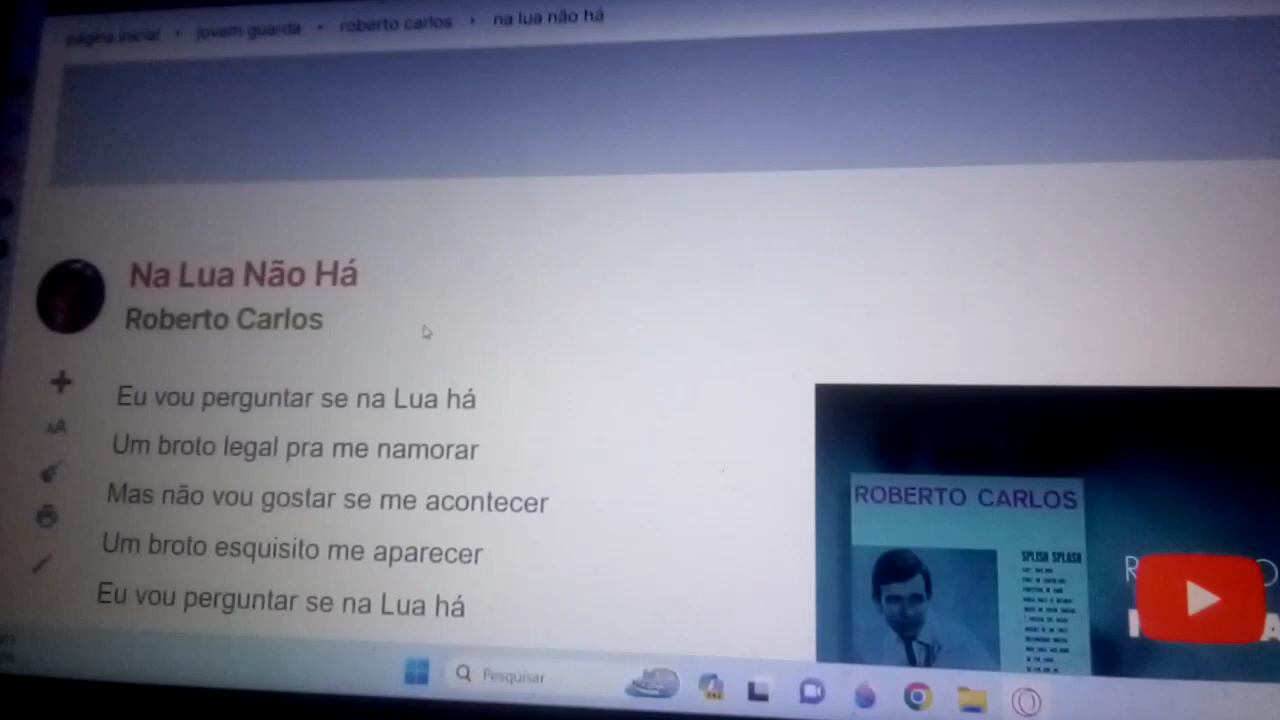 página inicial • jovem guarda • roberto carlos • na lua não há
Na Lua Não Há
Roberto Carlos
Eu vou perguntar se na Lua há
Um broto legal pra me namorar
Mas não vou gostar se me acontecer
Um broto esquisito me aparecer
Eu vou perguntar se na Lua há
AA
ROBERTO CARLOS
SPLISH SPLASH
Pesquisar